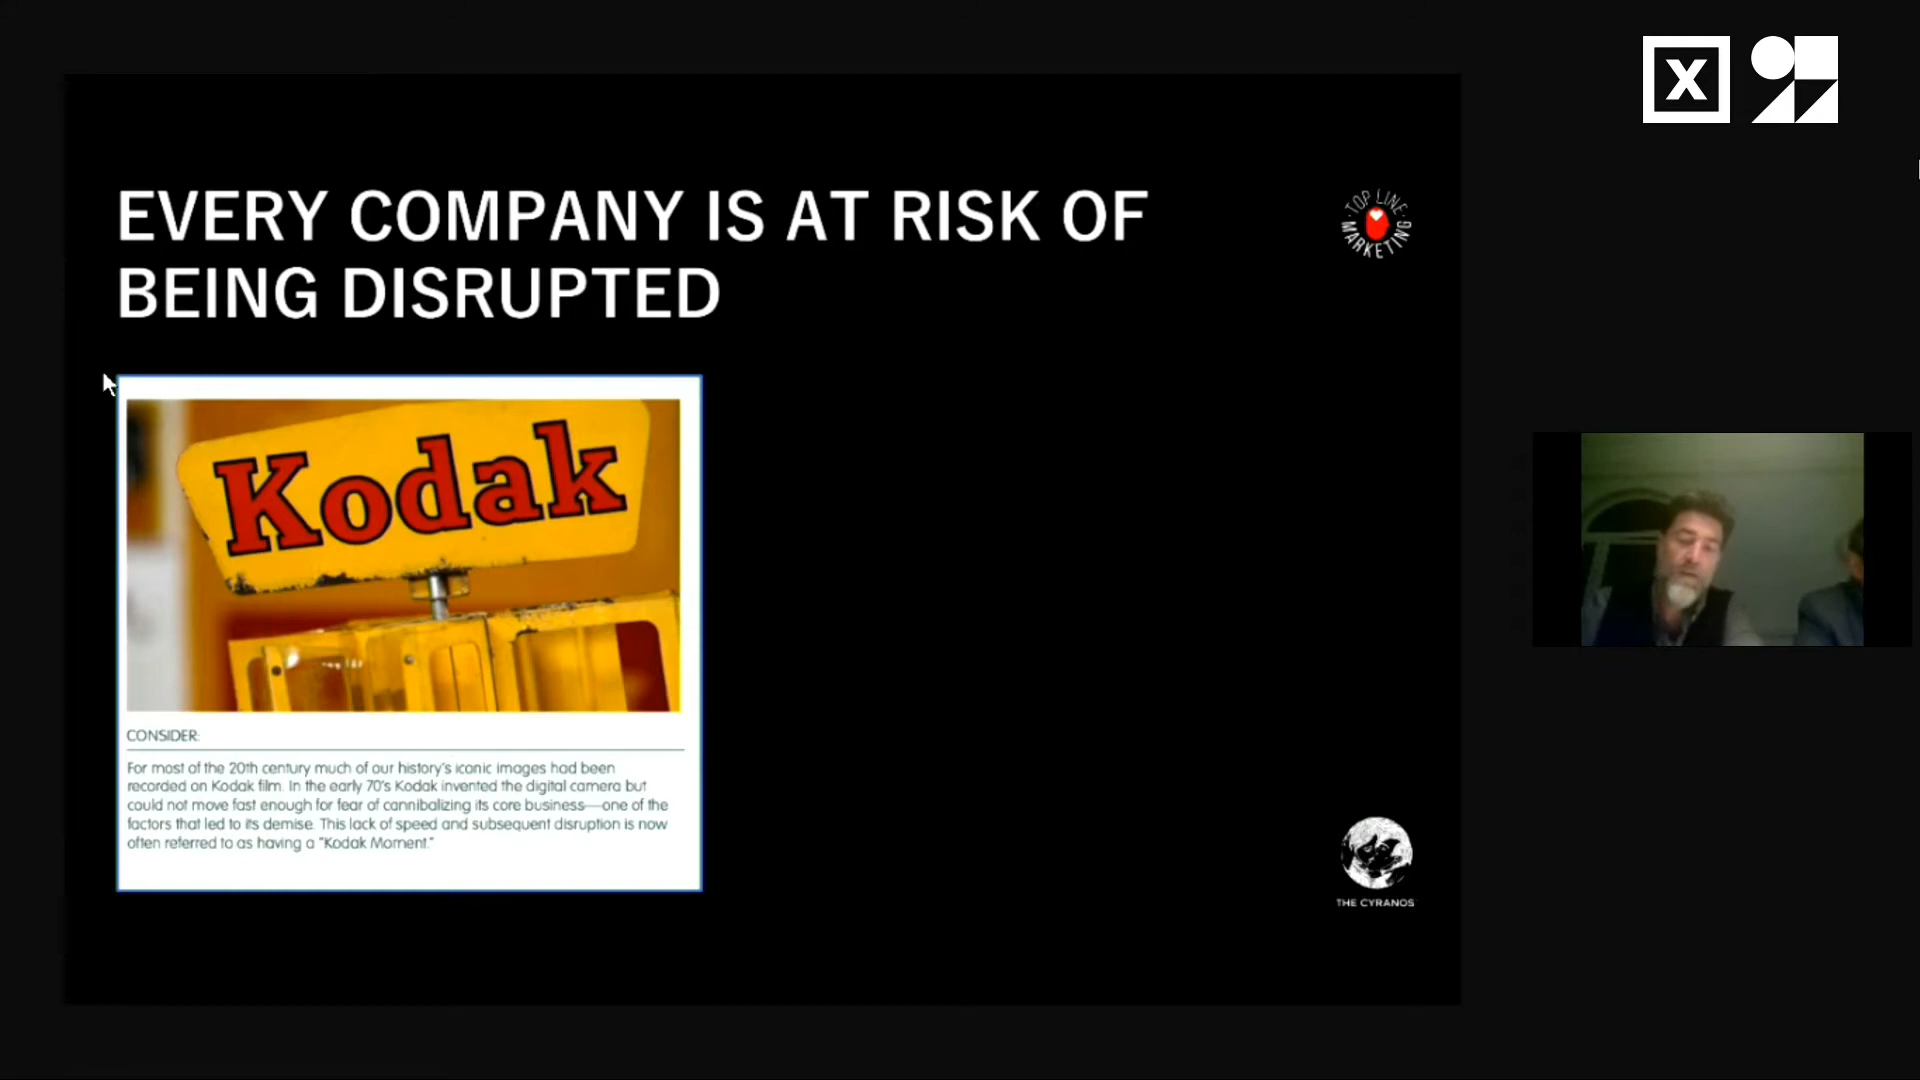 X
EVERY COMPANY IS AT RISK OF
BEING DISRUPTED
TOP LINE
MARKETING
Kodak
CONSIDER:
For most of the 20th century much of our history's iconic images had been
recorded on Kodak film. In the early 70's Kodak invented the digital camera but
could not move fast enough for fear of cannibalizing its core business—one of the
factors that led to its demise. This lack of speed and subsequent disruption is now
often referred to as having a "Kodak Moment."
THE CYRANOS